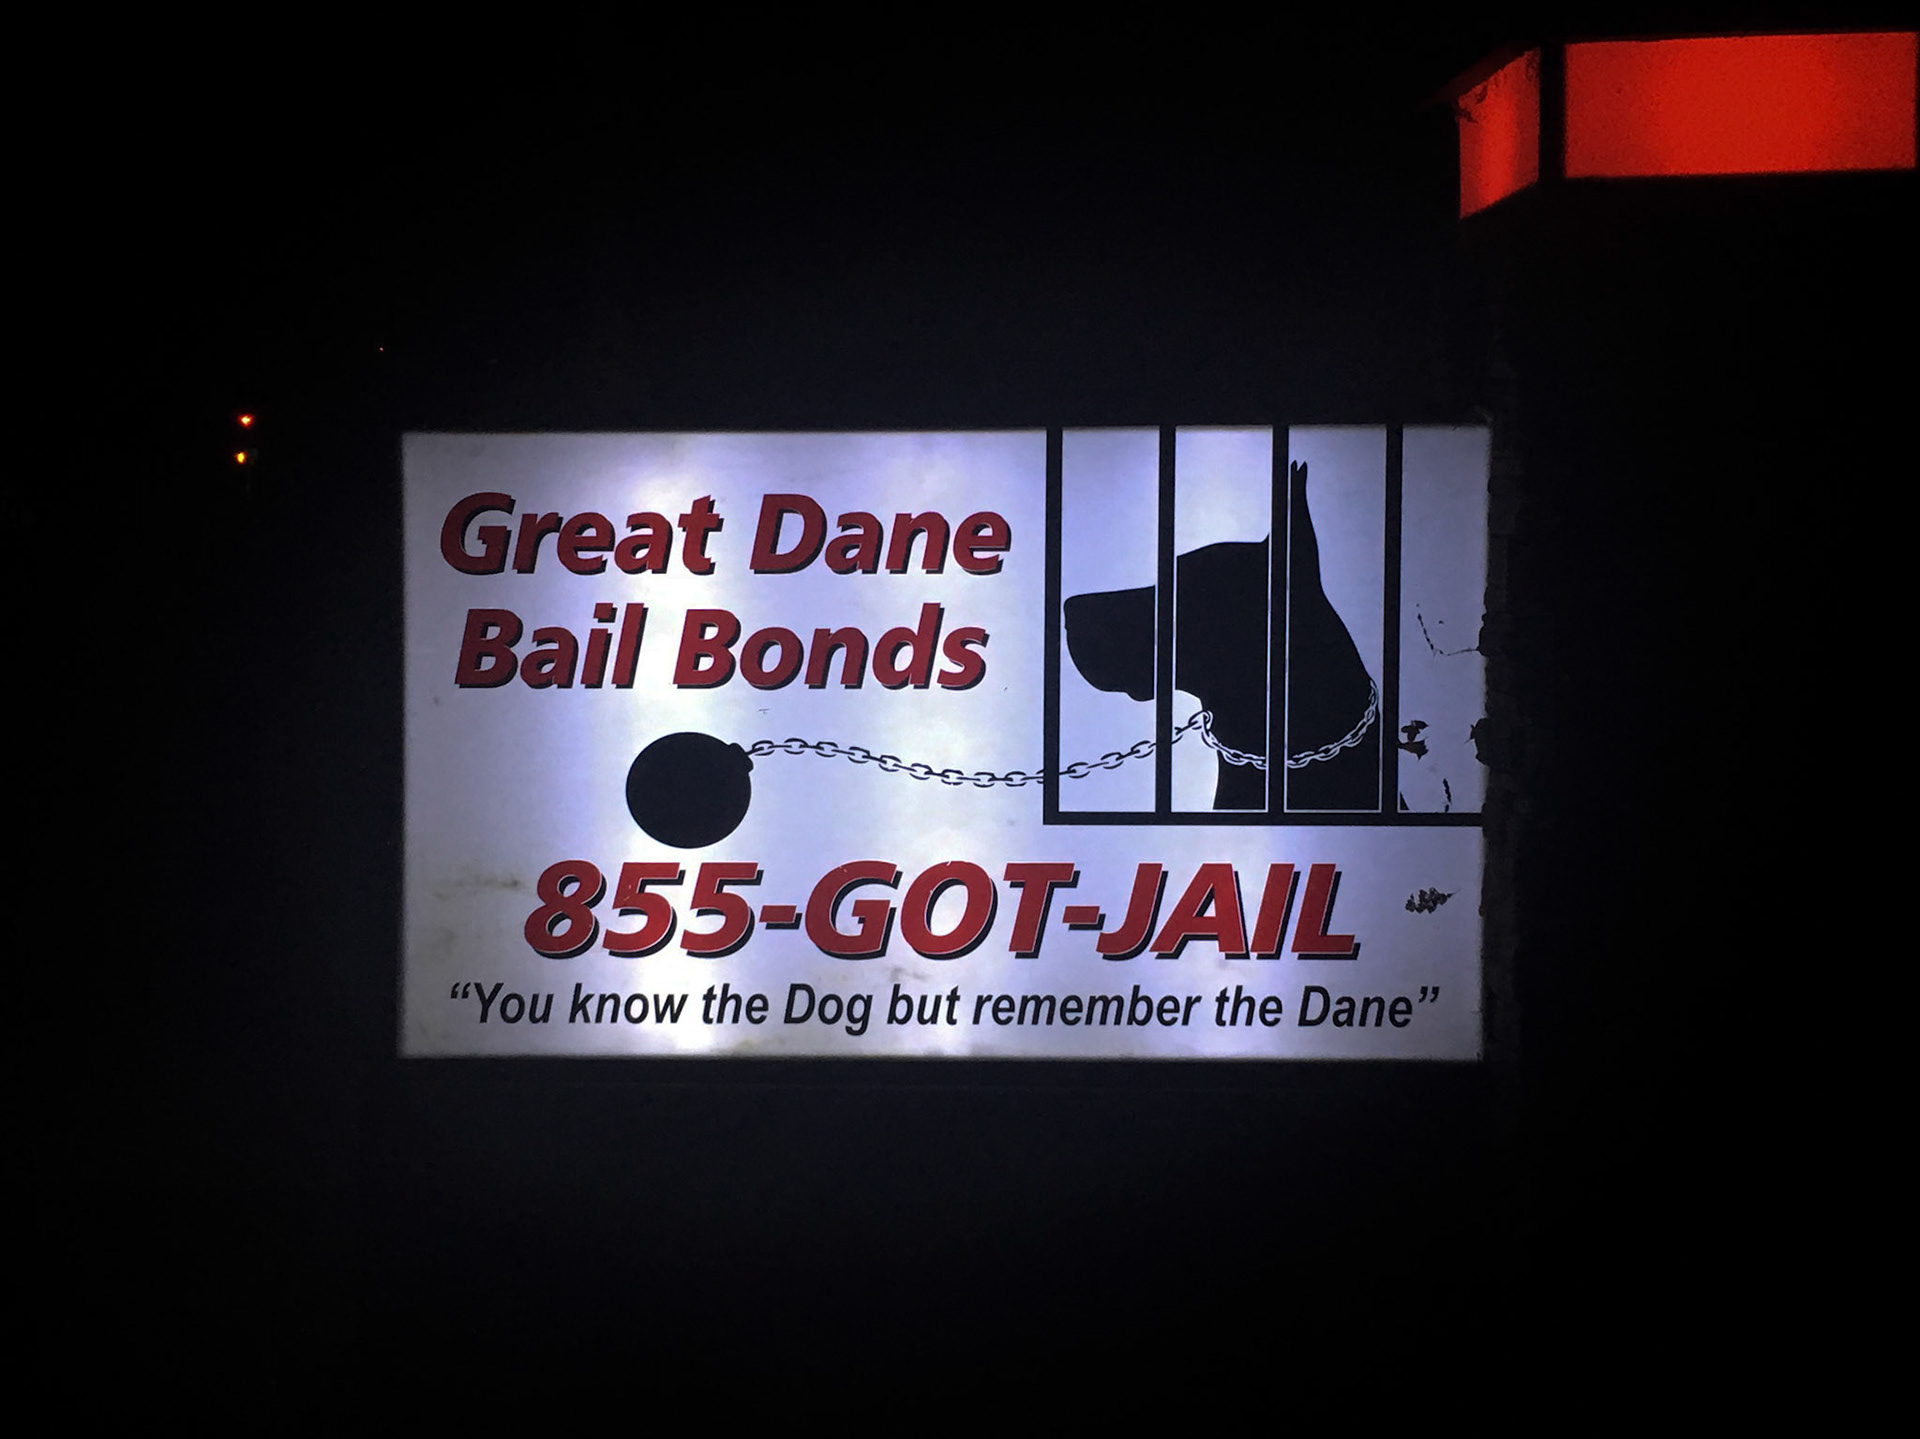 Great Dane
Bail Bonds
855-GOT-JAIL
“You know the Dog but remember the Dane”